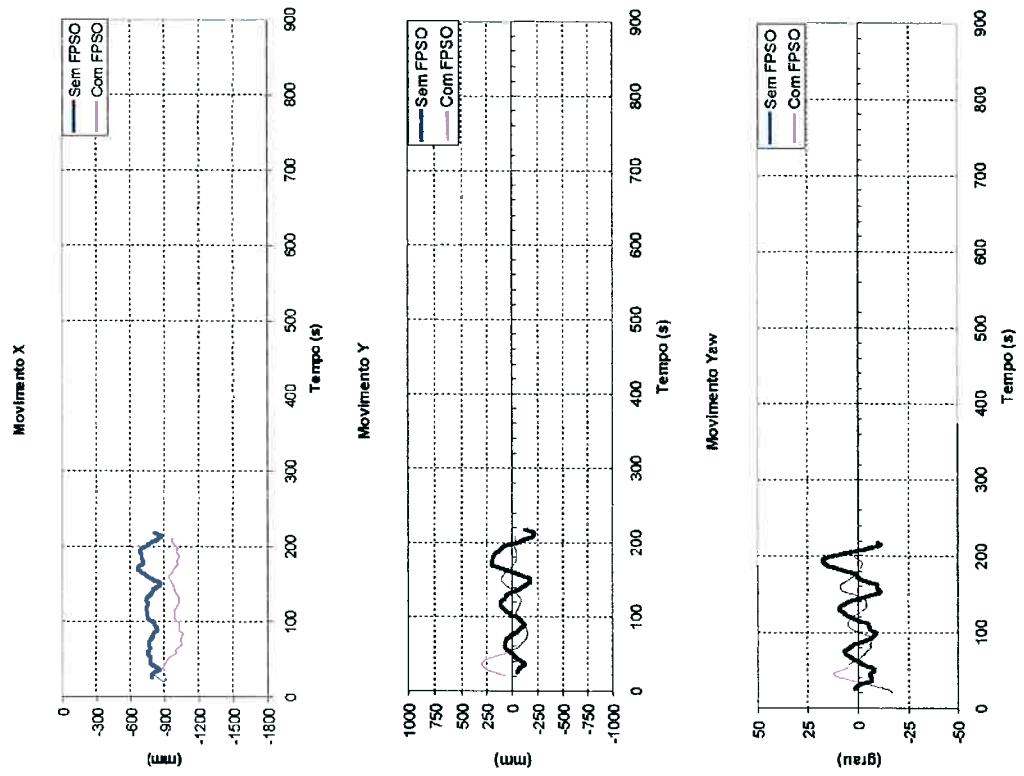 Movimento X
0
-300
-600
-900
-1200
-1500
-1800
(mm)
0 100 200 300 400 500 600 700 800 900
Tempo (s)
Sem FPSO
Com FPSO
Movimento Y
1000
750
500
250
0
-250
-500
-750
-1000
(mm)
0 100 200 300 400 500 600 700 800 900
Tempo (s)
Sem FPSO
Com FPSO
Movimento Yaw
50
25
0
-25
-50
(grau)
0 100 200 300 400 500 600 700 800 900
Tempo (s)
Sem FPSO
Com FPSO